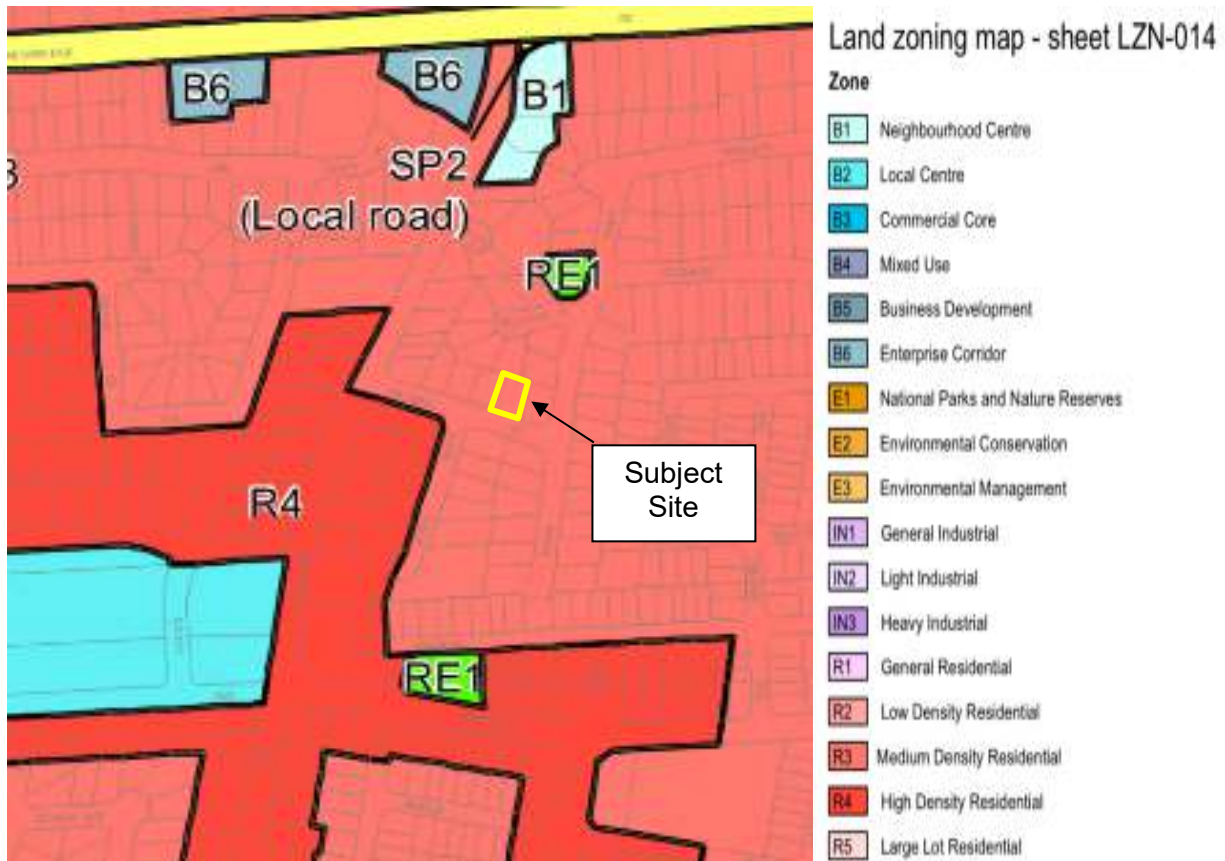 B6
B6
B1
3
SP2
(Local road)
RE1
Subject
Site
R4
RE1
Land zoning map - sheet LZN-014
Zone
B1 Neighbourhood Centre
B2 Local Centre
B3 Commercial Core
B4 Mixed Use
B5 Business Development
B6 Enterprise Corridor
E1 National Parks and Nature Reserves
E2 Environmental Conservation
E3 Environmental Management
IN1 General Industrial
IN2 Light Industrial
IN3 Heavy Industrial
R1 General Residential
R2 Low Density Residential
R3 Medium Density Residential
R4 High Density Residential
R5 Large Lot Residential